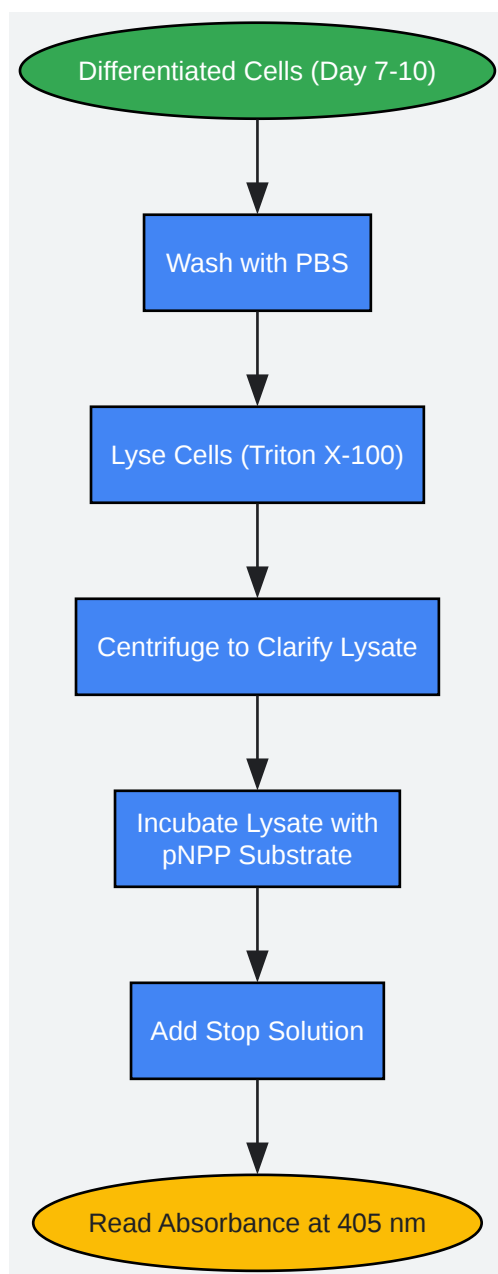 Differentiated Cells (Day 7-10)
Wash with PBS
Lyse Cells (Triton X-100)
Centrifuge to Clarify Lysate
Incubate Lysate with
pNPP Substrate
Add Stop Solution
Read Absorbance at 405 nm